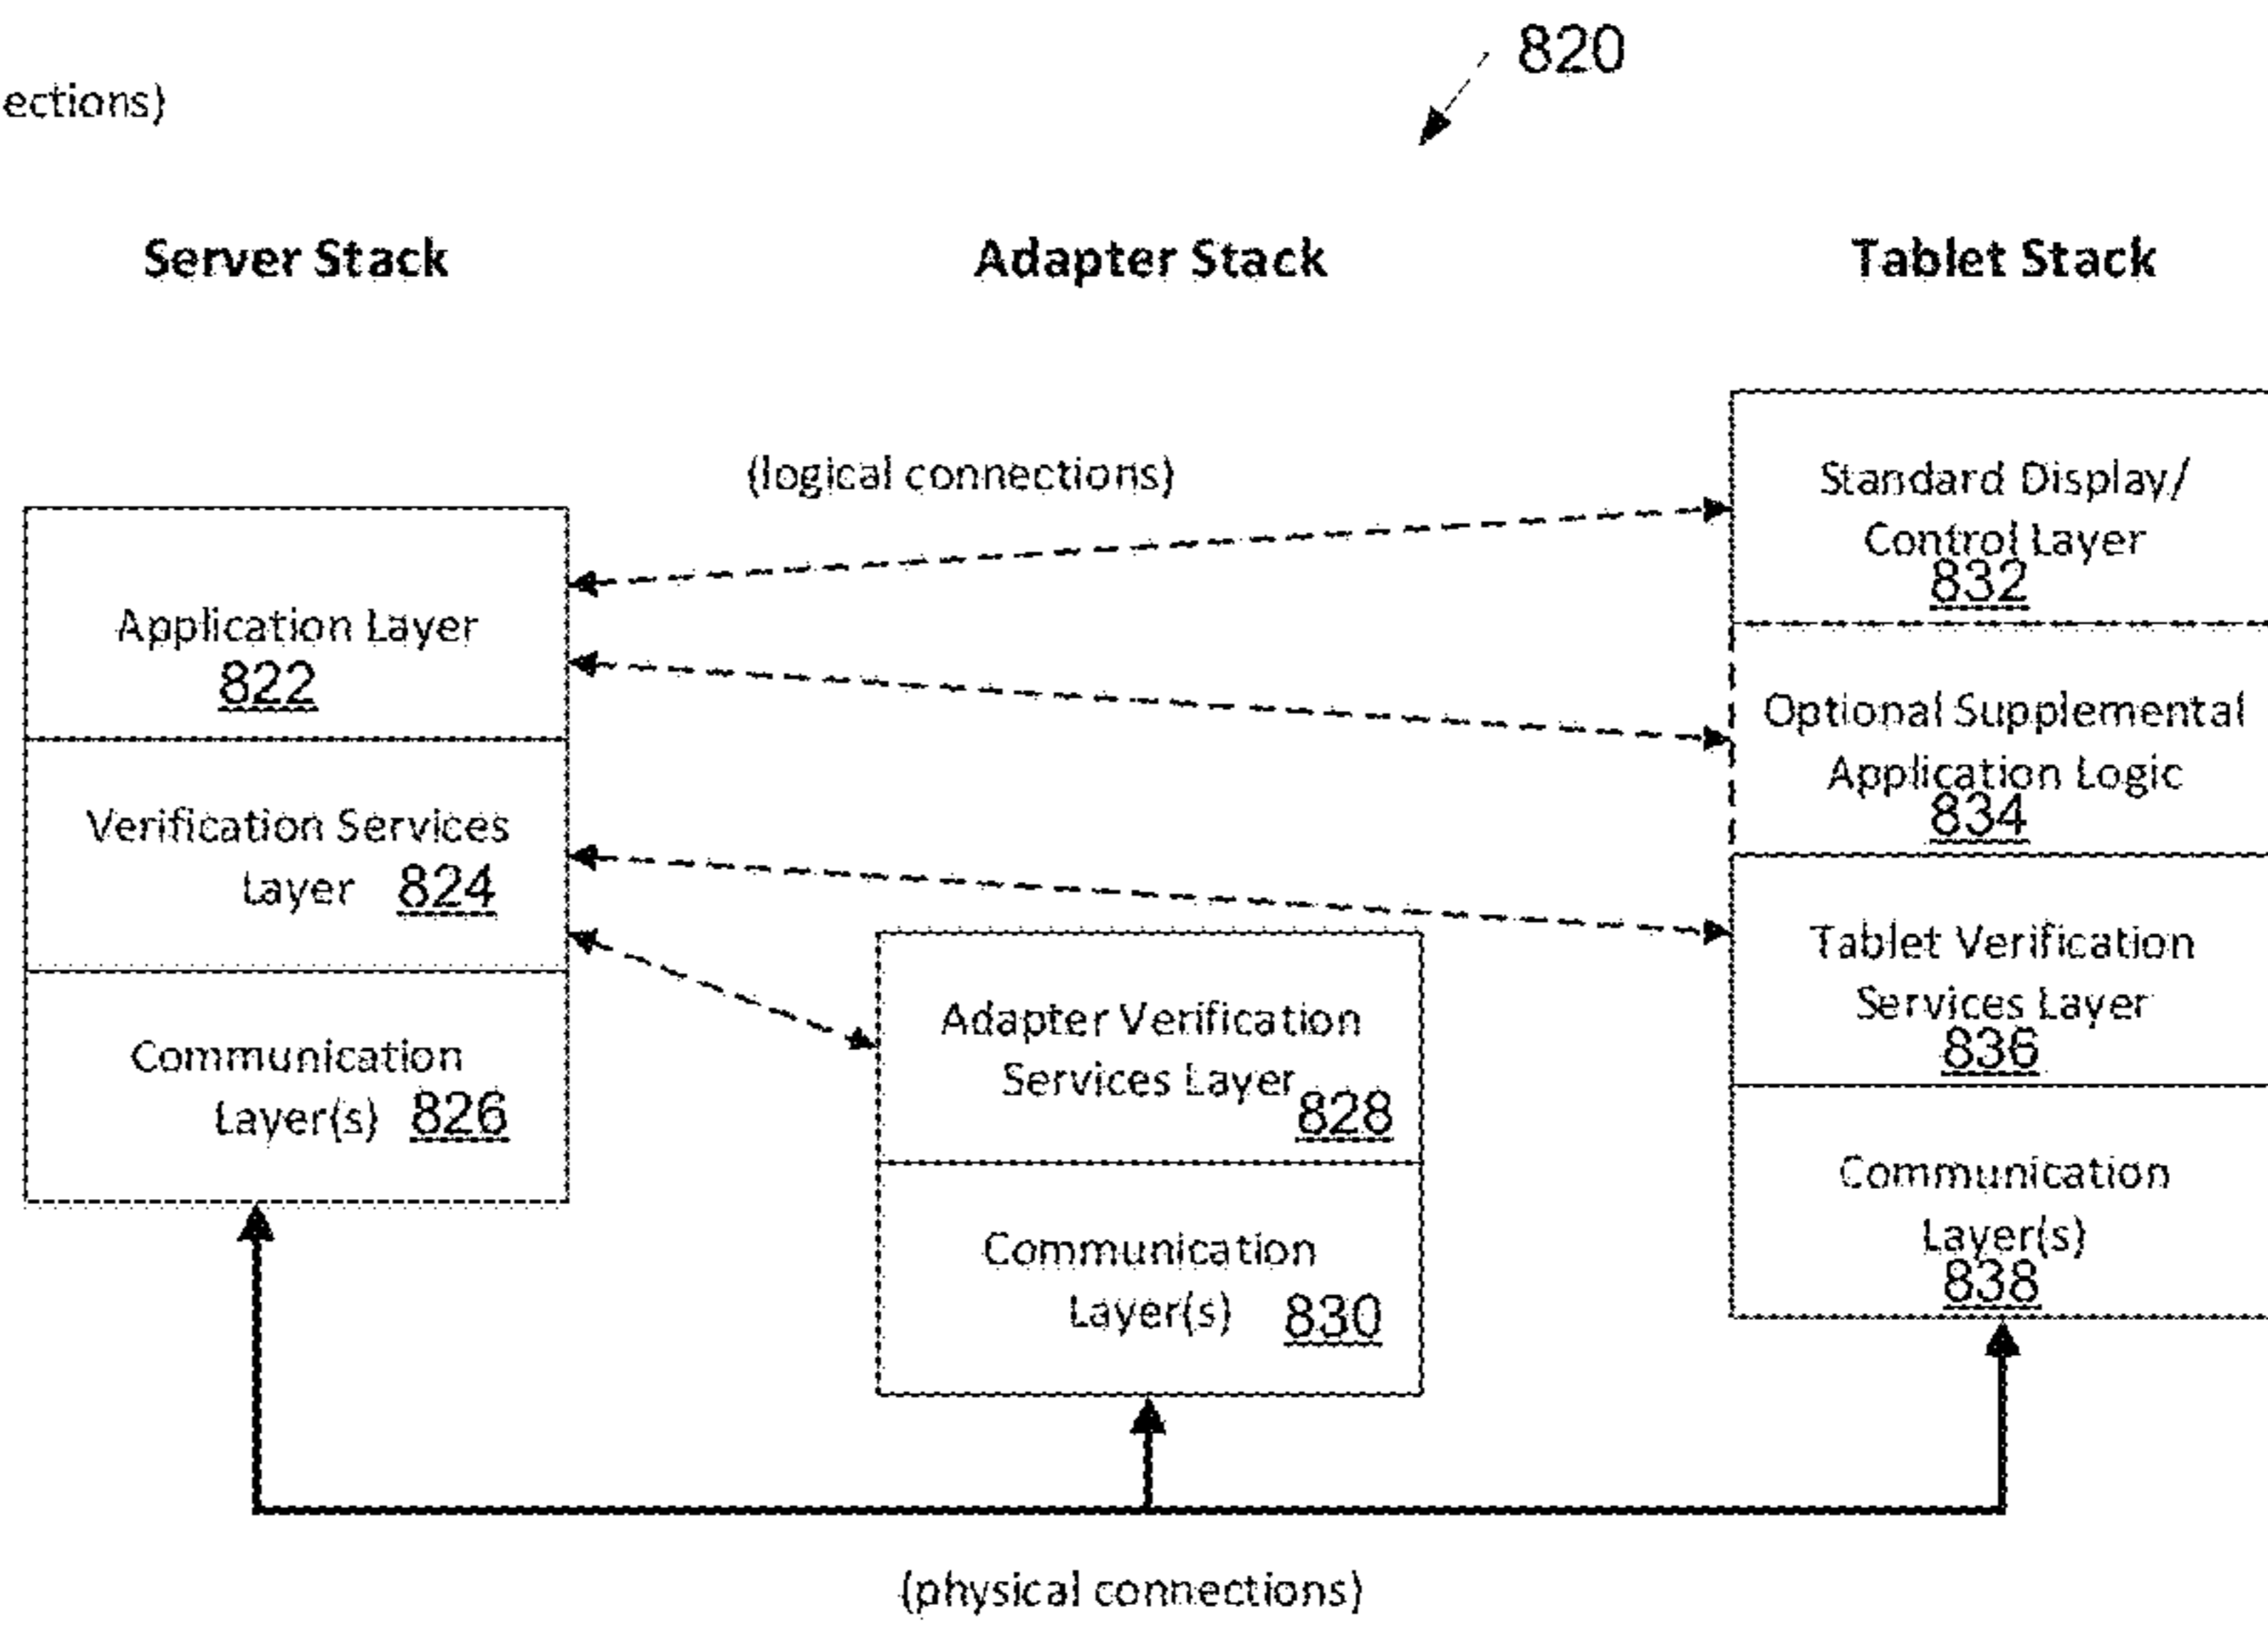 820
ections)
Server Stack
Adapter Stack
Tablet Stack
(logical connections)
Application Layer
822
Verification Services
Layer 824
Communication
Layer(s) 826
Adapter Verification
Services Layer 828
Communication
Layer(s) 830
Standard Display/
Control Layer
832
Optional Supplemental
Application Logic
834
Tablet Verification
Services Layer
836
Communication
Layer(s)
838
(physical connections)